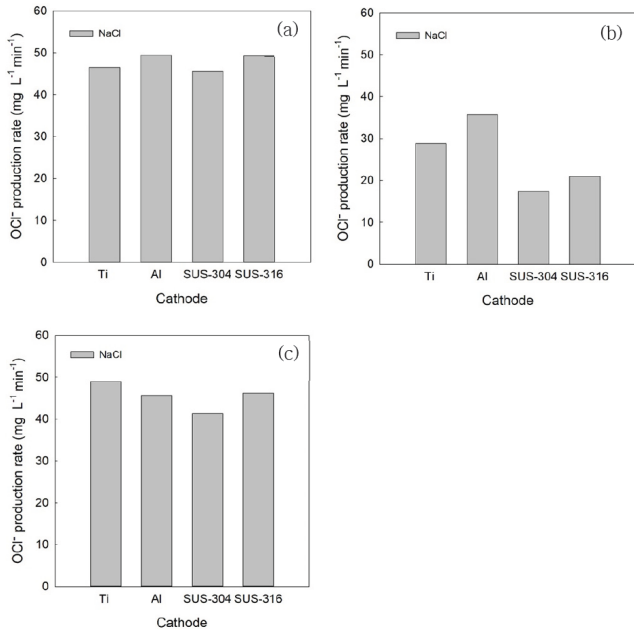 (a)
NaCl
OCl⁻ production rate (mg L⁻¹ min⁻¹)
60
50
40
30
20
10
0
Ti Al SUS-304 SUS-316
Cathode
(b)
NaCl
OCl⁻ production rate (mg L⁻¹ min⁻¹)
60
50
40
30
20
10
0
Ti Al SUS-304 SUS-316
Cathode
(c)
NaCl
OCl⁻ production rate (mg L⁻¹ min⁻¹)
60
50
40
30
20
10
0
Ti Al SUS-304 SUS-316
Cathode